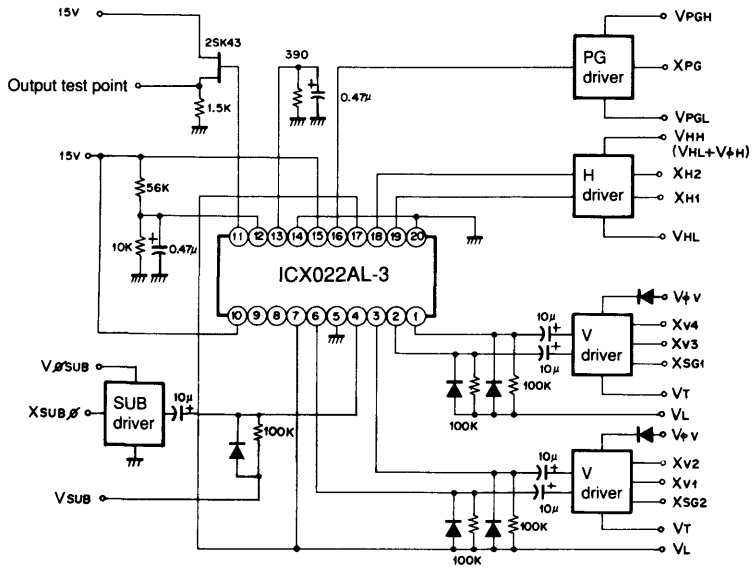 15V
2SK43
Output test point
1.5K
390
0.47μ
PG
driver
VPGH
XPG
VPGL
VHH
(VHL+VϕH)
H
driver
XH2
XH1
VHL
15V
56K
10K
0.47μ
11 12 13 14 15 16 17 18 19 20
ICX022AL-3
10 9 8 7 6 5 4 3 2 1
VøSUB
XSUBø
SUB
driver
10μ
100K
VSUB
10μ
10μ
100K
100K
V
driver
VϕV
XV4
XV3
XSG1
VT
VL
10μ
10μ
100K
100K
V
driver
VϕV
XV2
XV1
XSG2
VT
VL